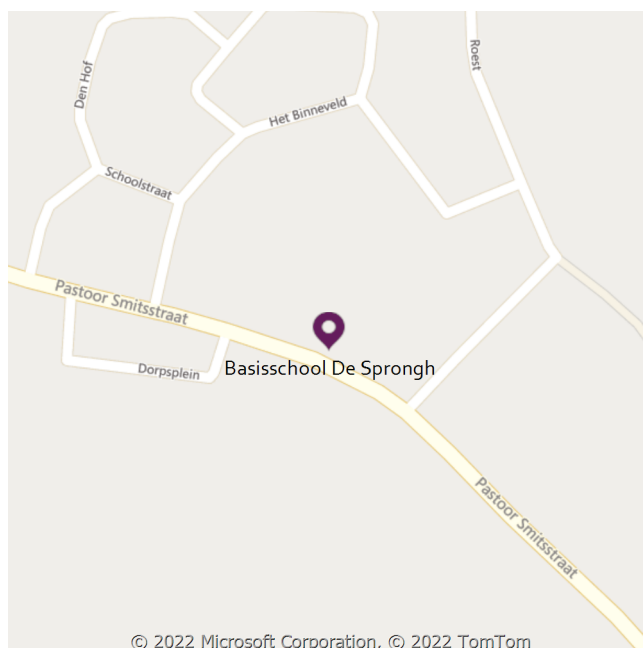 Roest
Den Hof
Het Binneveld
Schoolstraat
Pastoor Smitsstraat
Basisschool De Sprongh
Dorpsplein
Pastoor Smitsstraat
© 2022 Microsoft Corporation, © 2022 TomTom